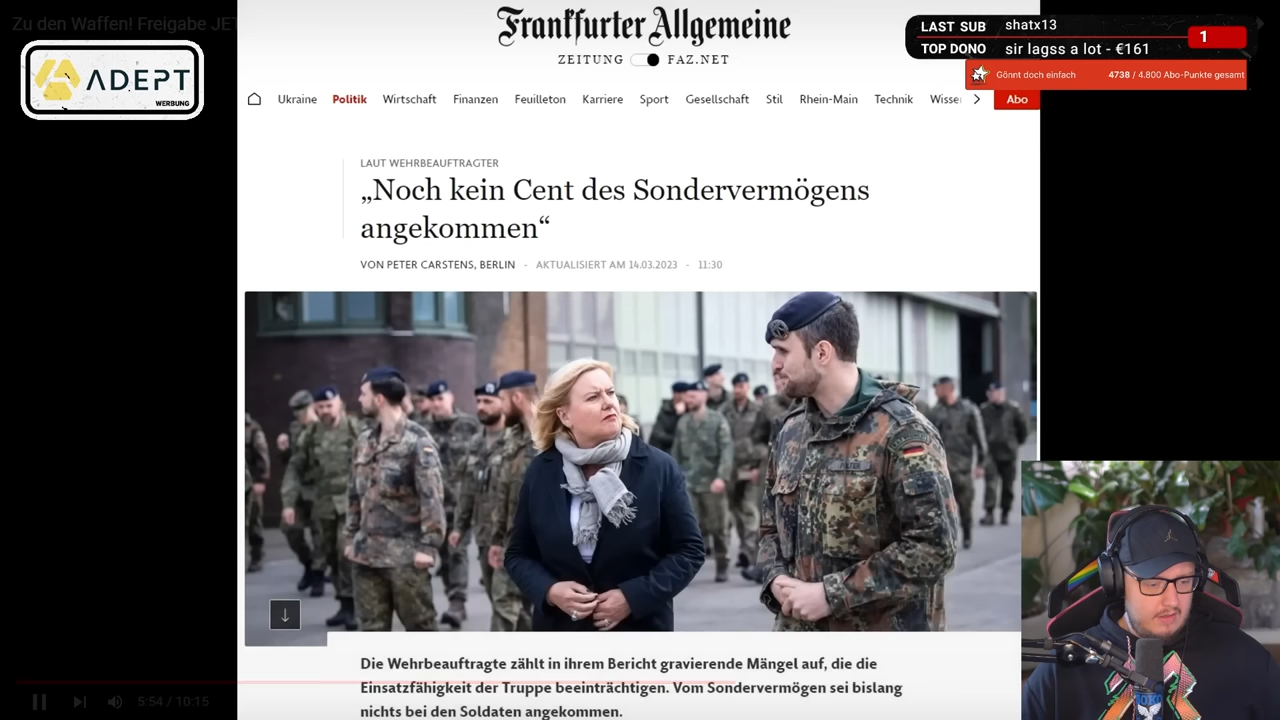 Zu den Waffen! Freigabe JET
ADEPT
WERBUNG
Frankfurter Allgemeine
ZEITUNG FAZ.NET
LAST SUB shatx13
TOP DONO sir lagss a lot - €161
1
Gönnt doch einfach 4738 / 4.800 Abo-Punkte gesamt
Ukraine Politik Wirtschaft Finanzen Feuilleton Karriere Sport Gesellschaft Stil Rhein-Main Technik Wisse Abo
LAUT WEHRBEAUFTRAGTER
„Noch kein Cent des Sondervermögens
angekommen“
VON PETER CARSTENS, BERLIN - AKTUALISIERT AM 14.03.2023 - 11:30
Die Wehrbeauftragte zählt in ihrem Bericht gravierende Mängel auf, die die
Einsatzfähigkeit der Truppe beeinträchtigen. Vom Sondervermögen sei bislang
nichts bei den Soldaten angekommen.
5:54 / 10:15